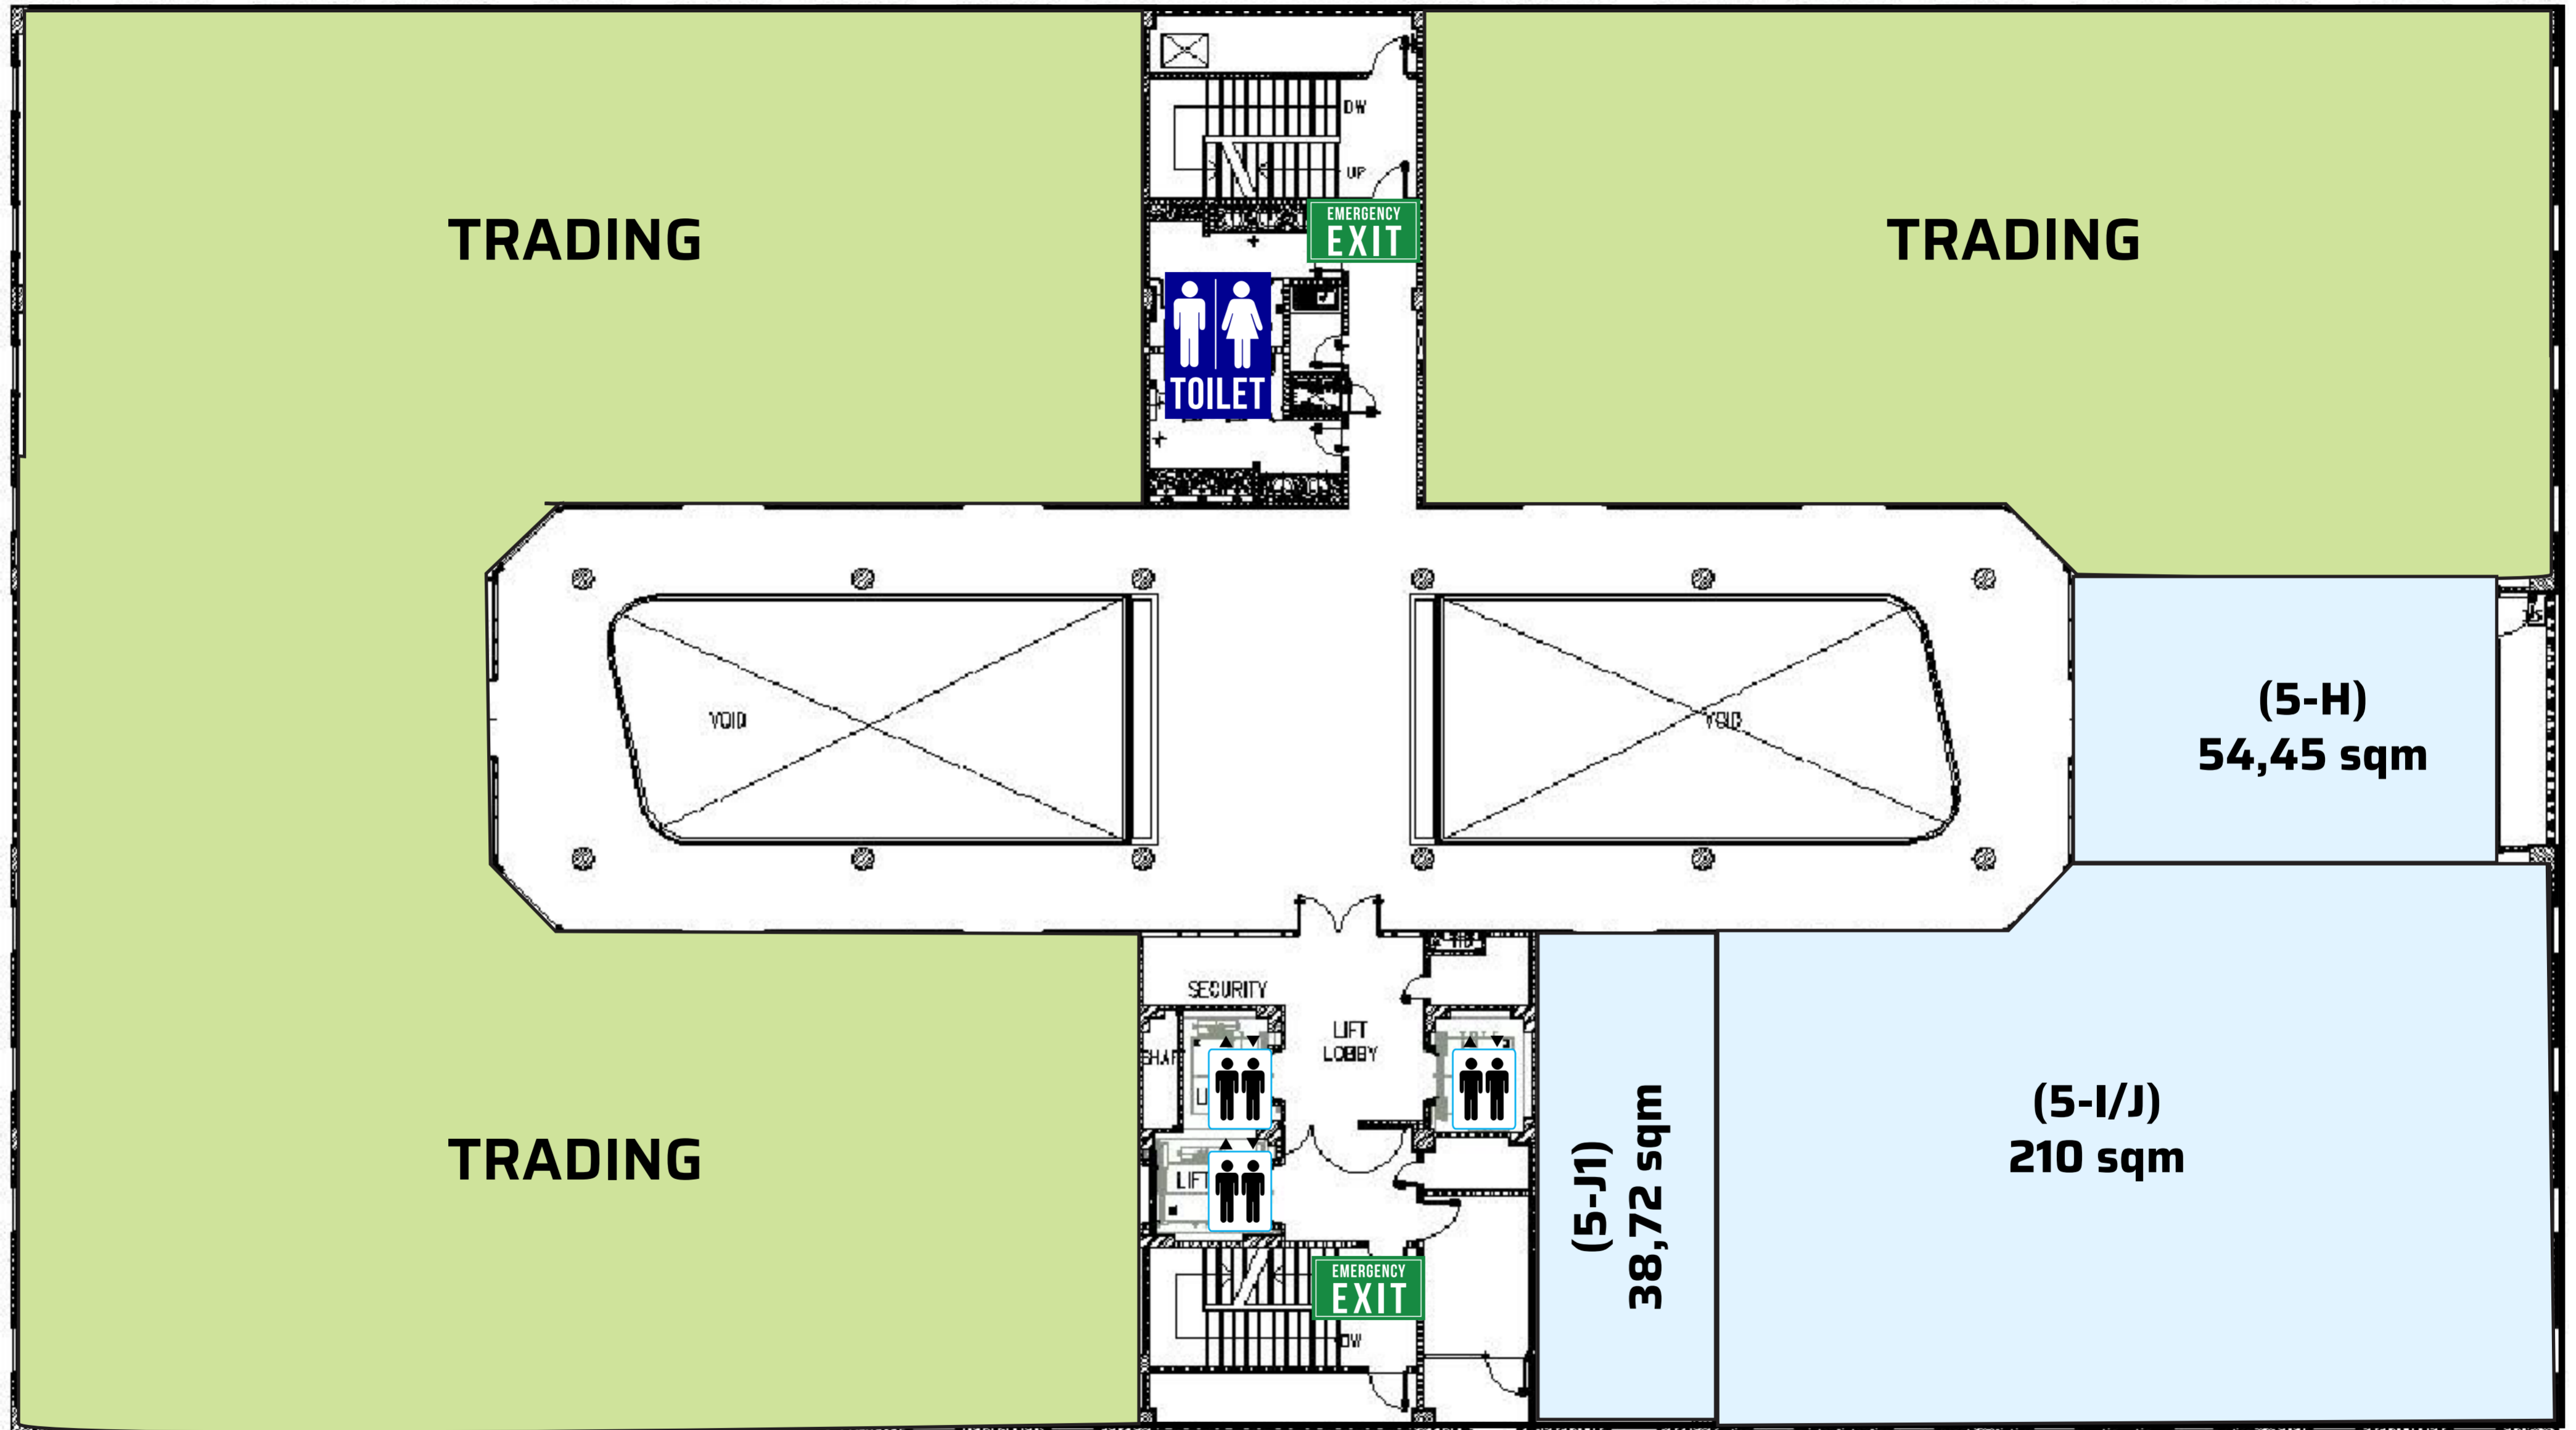 DW
UP
EMERGENCY
EXIT
TRADING
TRADING
TOILET
VOID
VOID
(5-H)
54,45 sqm
SECURITY
LIFT
LOBBY
SHAF
(5-J1)
38,72 sqm
(5-I/J)
210 sqm
TRADING
LIFT
EMERGENCY
EXIT
DW